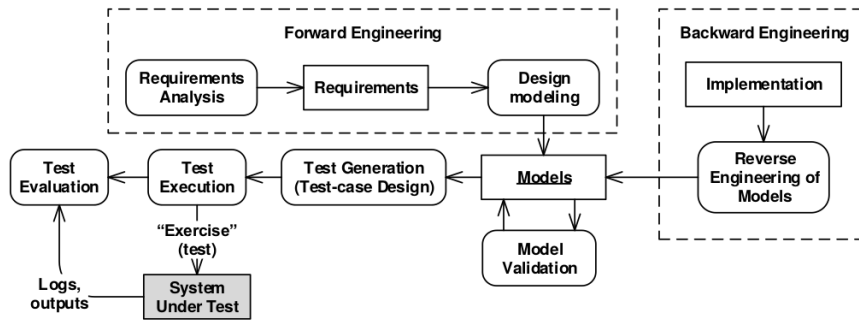 Forward Engineering
Requirements
Analysis
Requirements
Design
modeling
Backward Engineering
Implementation
Reverse
Engineering of
Models
Test
Evaluation
Test
Execution
Test Generation
(Test-case Design)
Models
Model
Validation
“Exercise”
(test)
Logs,
outputs
System
Under Test